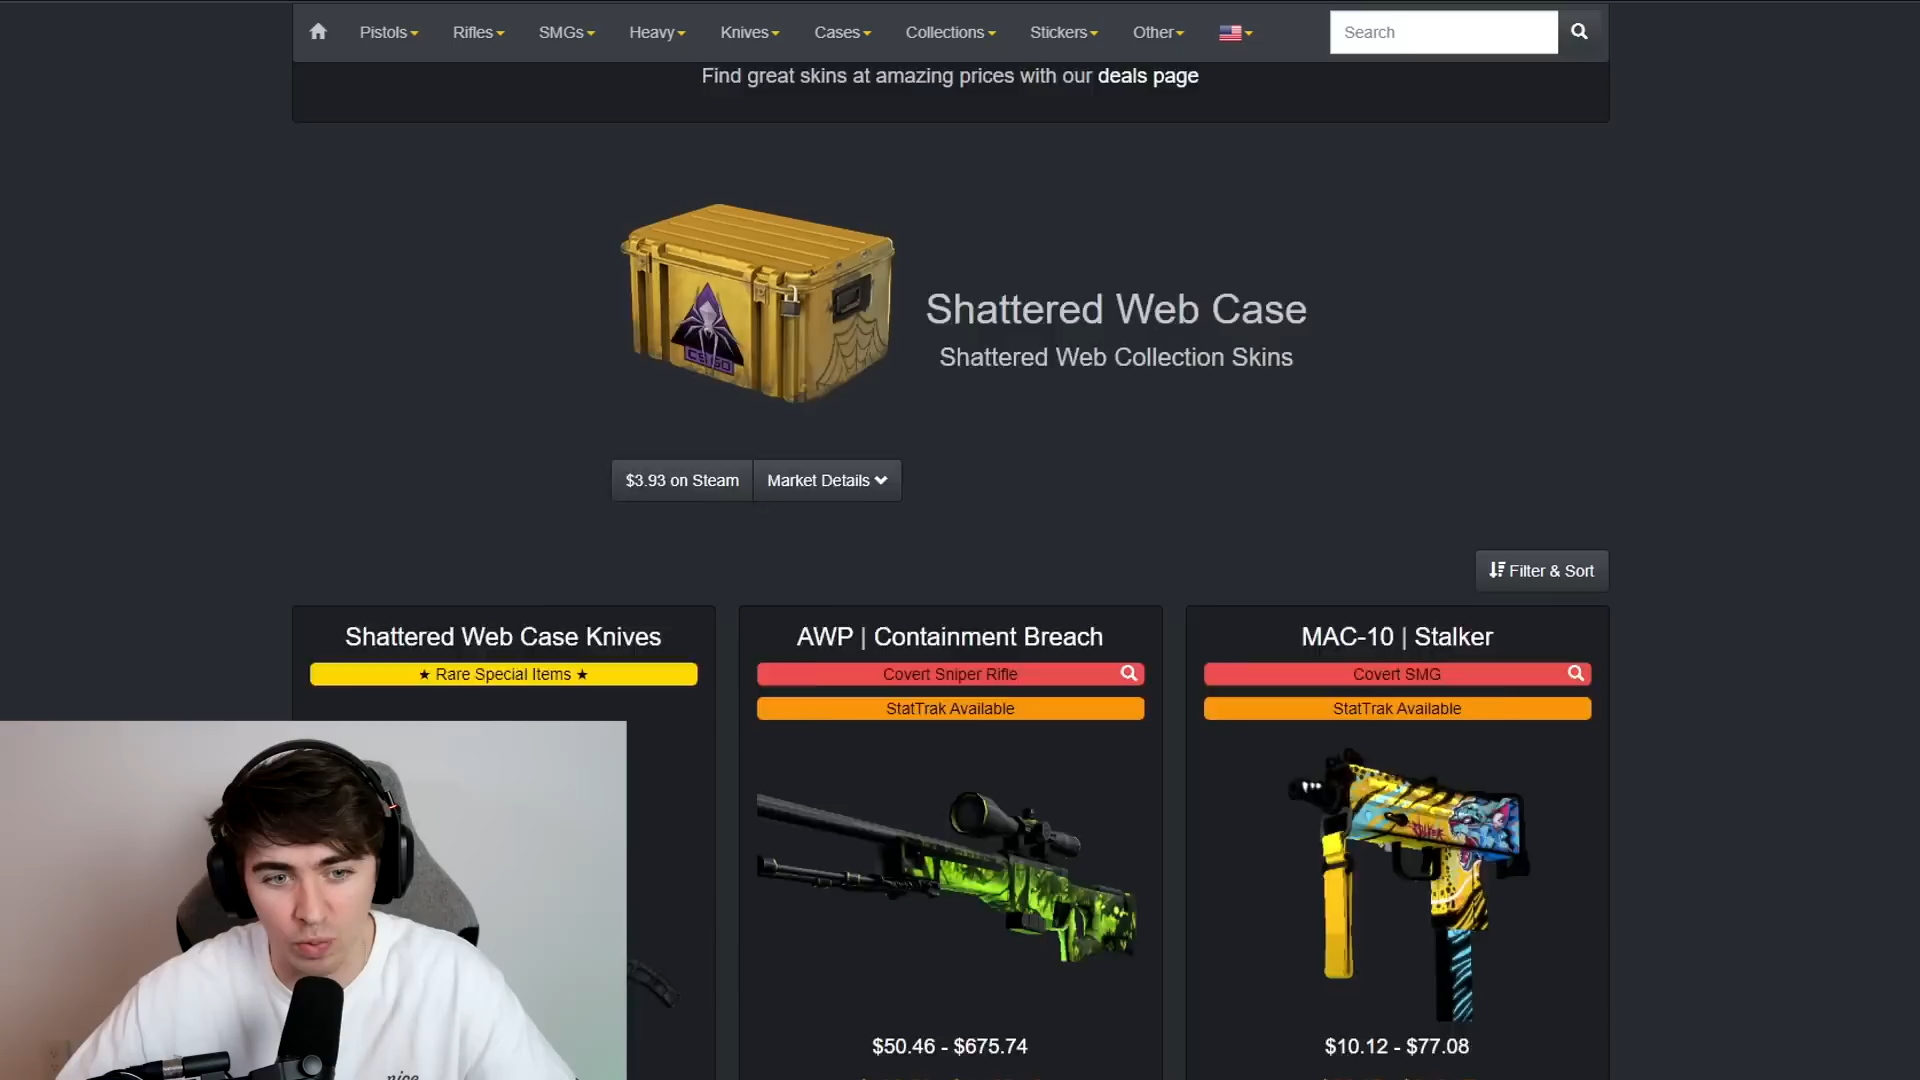 Pistols
Rifles
SMGs
Heavy
Knives
Cases
Collections
Stickers
Other
Search
Find great skins at amazing prices with our deals page
CS:GO
Shattered Web Case
Shattered Web Collection Skins
$3.93 on Steam
Market Details
Filter & Sort
Shattered Web Case Knives
★ Rare Special Items ★
AWP | Containment Breach
Covert Sniper Rifle
StatTrak Available
$50.46 - $675.74
MAC-10 | Stalker
Covert SMG
StatTrak Available
$10.12 - $77.08
nice